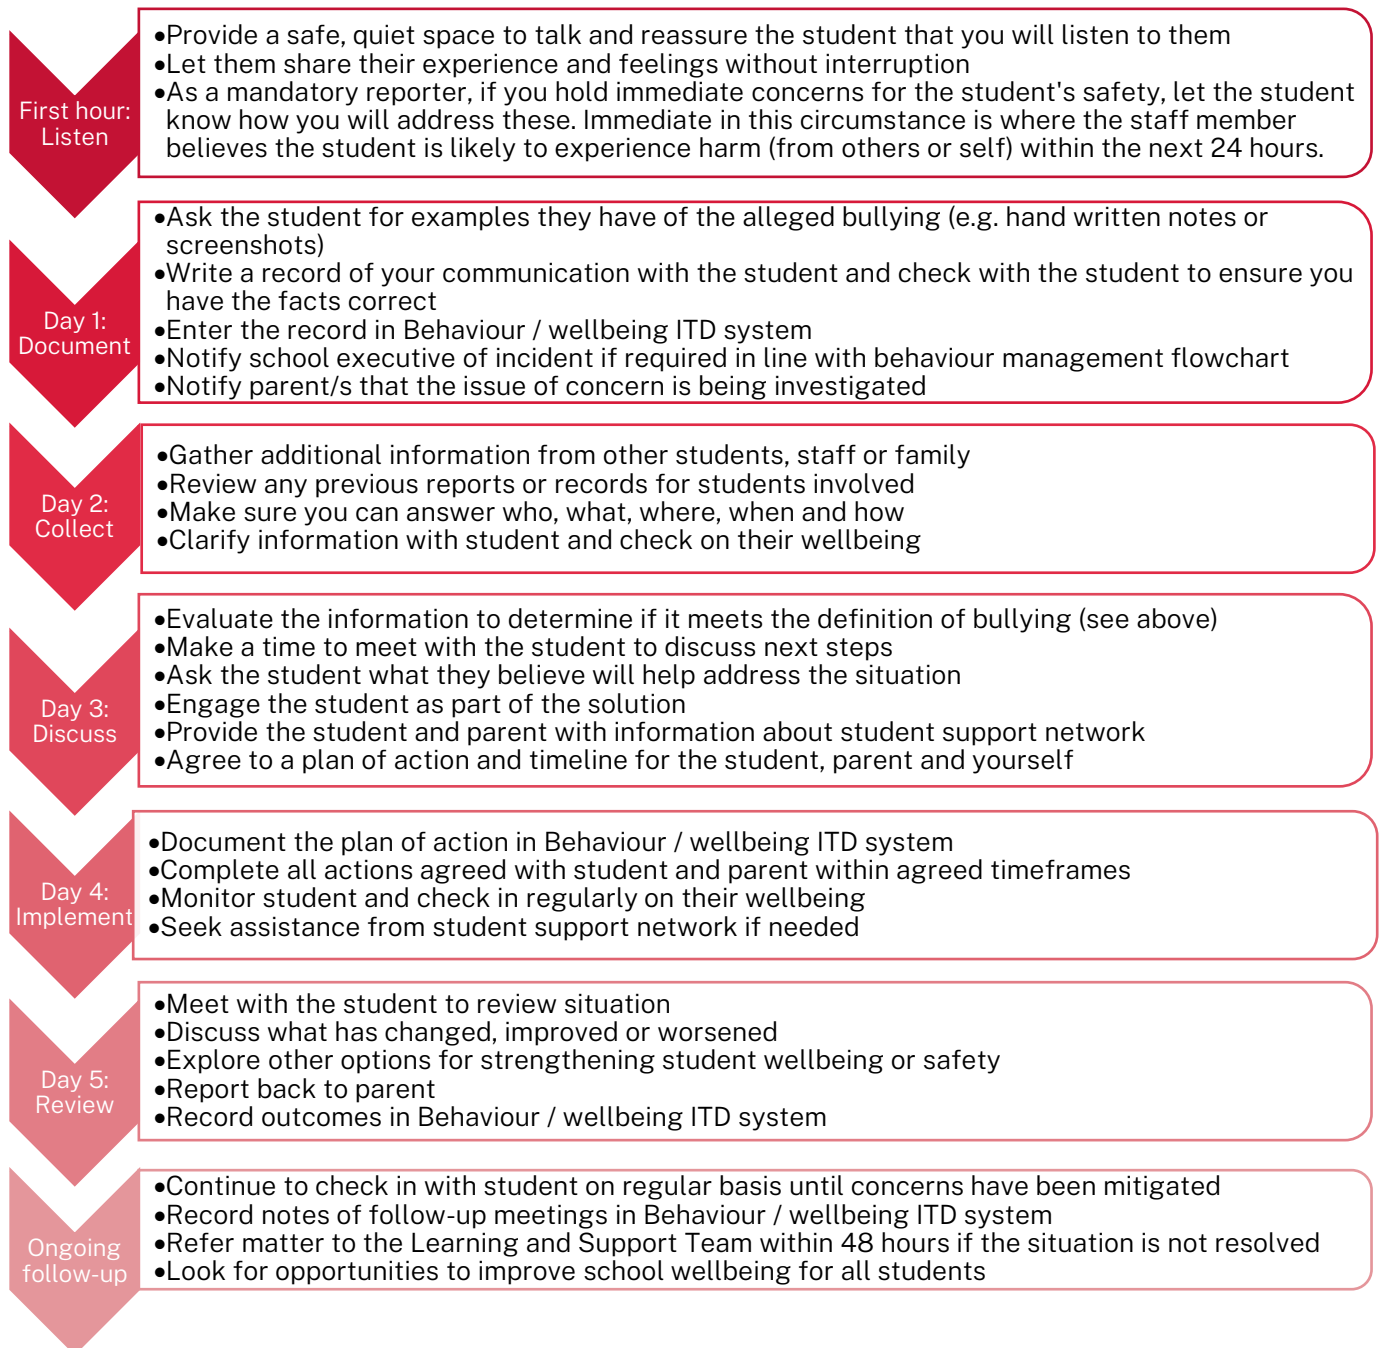 First hour:
Listen
•Provide a safe, quiet space to talk and reassure the student that you will listen to them
•Let them share their experience and feelings without interruption
•As a mandatory reporter, if you hold immediate concerns for the student's safety, let the student
know how you will address these. Immediate in this circumstance is where the staff member
believes the student is likely to experience harm (from others or self) within the next 24 hours.
Day 1:
Document
•Ask the student for examples they have of the alleged bullying (e.g. hand written notes or
screenshots)
•Write a record of your communication with the student and check with the student to ensure you
have the facts correct
•Enter the record in Behaviour / wellbeing ITD system
•Notify school executive of incident if required in line with behaviour management flowchart
•Notify parent/s that the issue of concern is being investigated
Day 2:
Collect
•Gather additional information from other students, staff or family
•Review any previous reports or records for students involved
•Make sure you can answer who, what, where, when and how
•Clarify information with student and check on their wellbeing
Day 3:
Discuss
•Evaluate the information to determine if it meets the definition of bullying (see above)
•Make a time to meet with the student to discuss next steps
•Ask the student what they believe will help address the situation
•Engage the student as part of the solution
•Provide the student and parent with information about student support network
•Agree to a plan of action and timeline for the student, parent and yourself
Day 4:
Implement
•Document the plan of action in Behaviour / wellbeing ITD system
•Complete all actions agreed with student and parent within agreed timeframes
•Monitor student and check in regularly on their wellbeing
•Seek assistance from student support network if needed
Day 5:
Review
•Meet with the student to review situation
•Discuss what has changed, improved or worsened
•Explore other options for strengthening student wellbeing or safety
•Report back to parent
•Record outcomes in Behaviour / wellbeing ITD system
Ongoing
follow-up
•Continue to check in with student on regular basis until concerns have been mitigated
•Record notes of follow-up meetings in Behaviour / wellbeing ITD system
•Refer matter to the Learning and Support Team within 48 hours if the situation is not resolved
•Look for opportunities to improve school wellbeing for all students